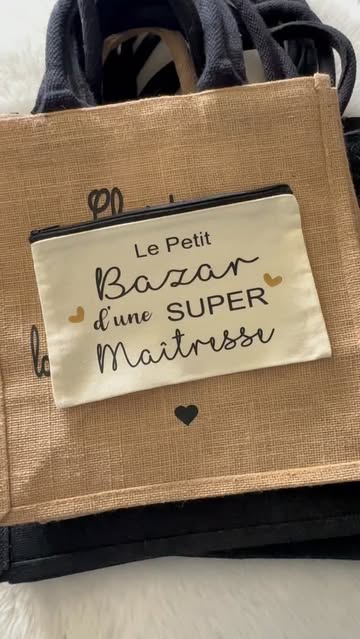 Le Petit
Bazar
d'une SUPER
Maîtresse